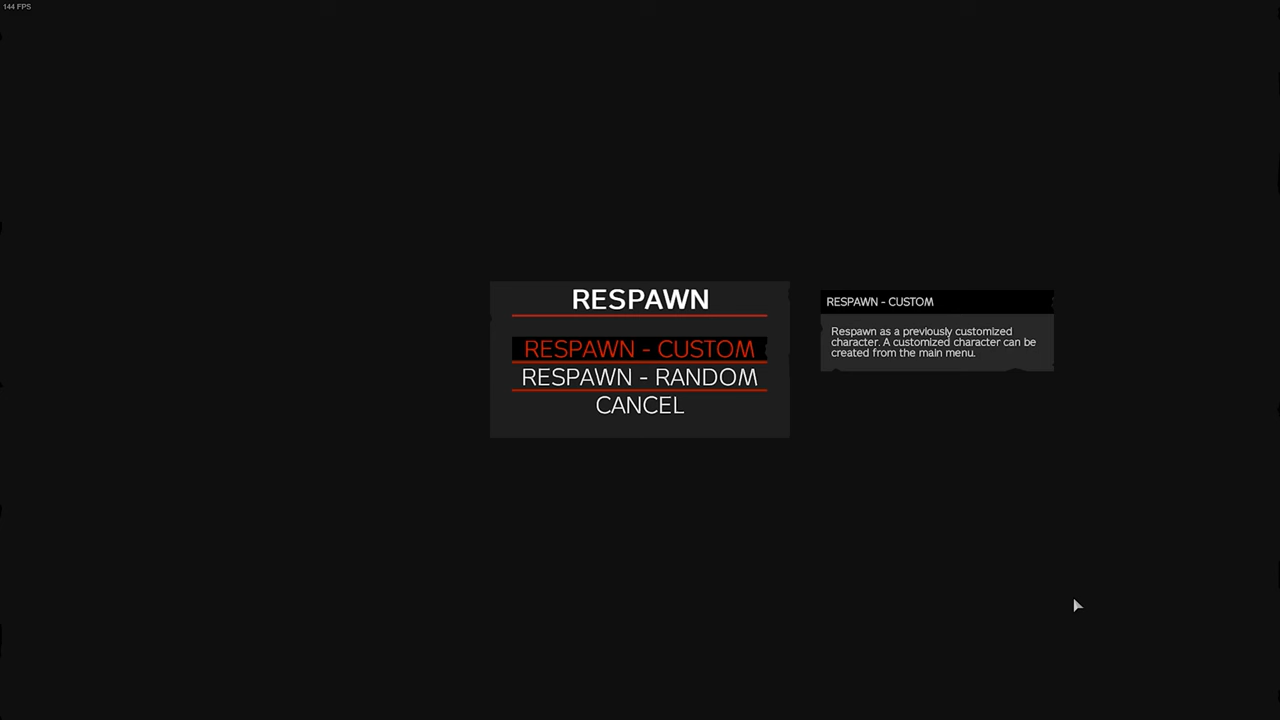 144 FPS
RESPAWN
RESPAWN - CUSTOM
RESPAWN - RANDOM
CANCEL
RESPAWN - CUSTOM
Respawn as a previously customized
character. A customized character can be
created from the main menu.